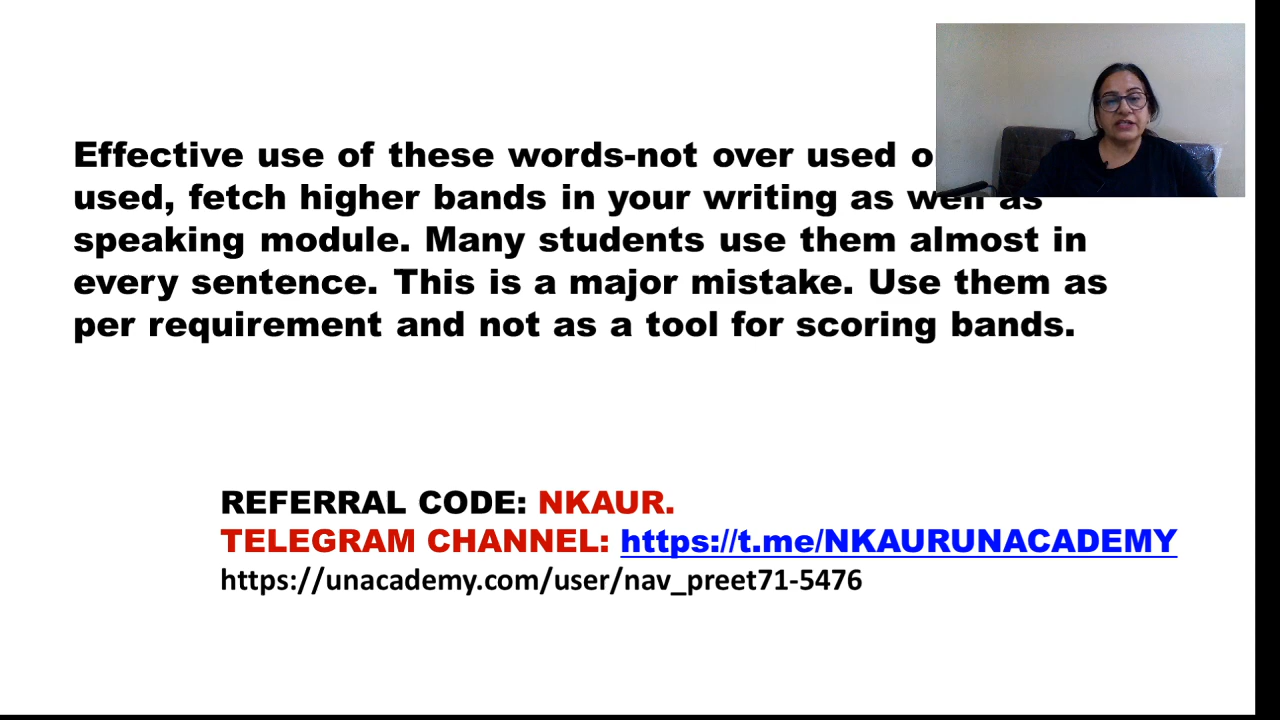 Effective use of these words-not over used
used, fetch higher bands in your writing as well as
speaking module. Many students use them almost in
every sentence. This is a major mistake. Use them as
per requirement and not as a tool for scoring bands.
REFERRAL CODE: NKAUR.
TELEGRAM CHANNEL: https://t.me/NKAURUNACADEMY
https://unacademy.com/user/nav_preet71-5476